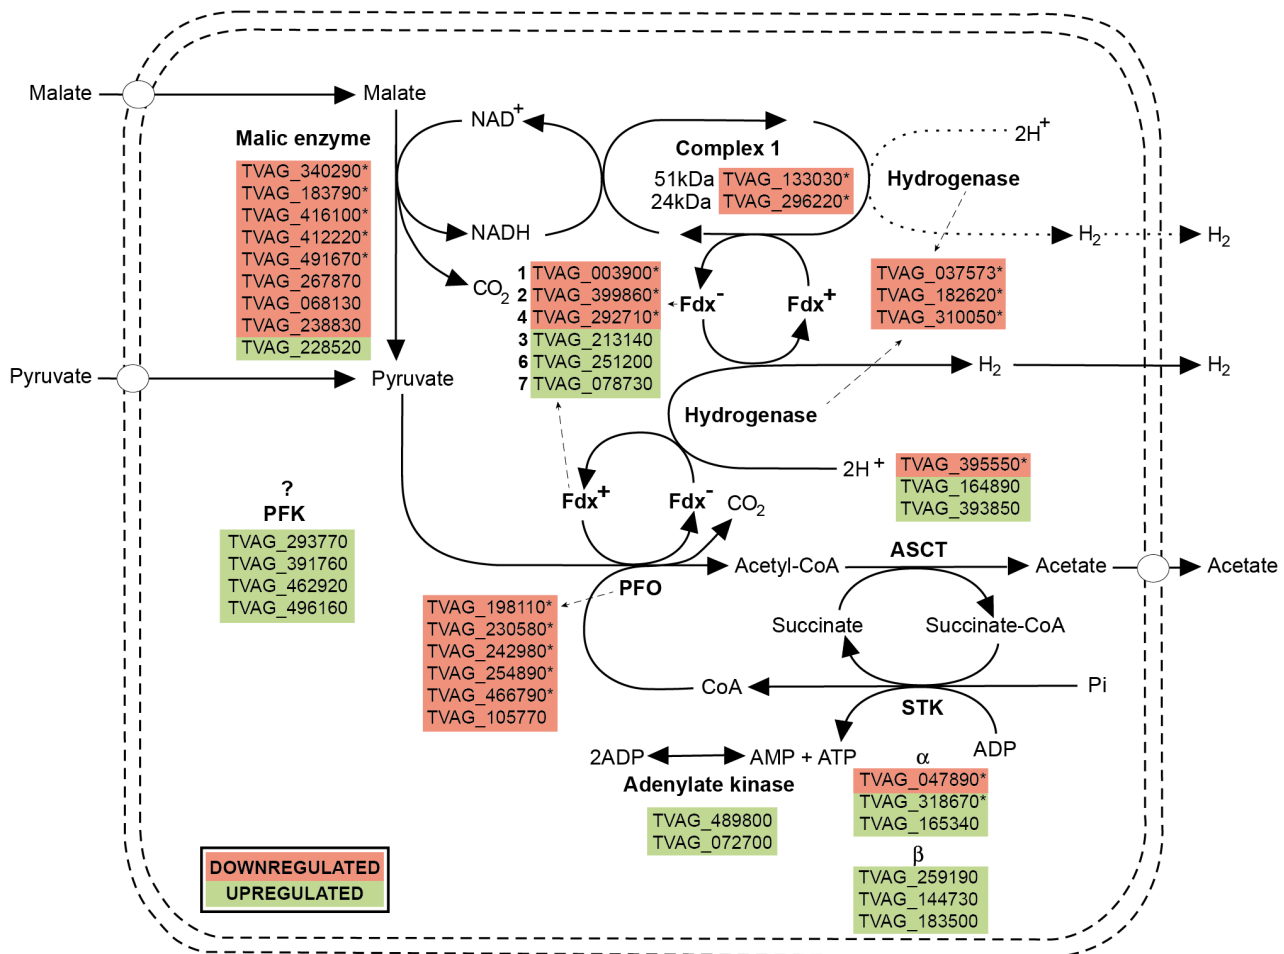 Malate
Malate
NAD+
2H+
Malic enzyme
Complex 1
TVAG_340290*
TVAG_183790*
TVAG_416100*
TVAG_412220*
TVAG_491670*
TVAG_267870
TVAG_068130
TVAG_238830
TVAG_228520
51kDa TVAG_133030*
24kDa TVAG_296220*
Hydrogenase
NADH
H2
H2
CO2
1 TVAG_003900*
2 TVAG_399860*
4 TVAG_292710*
3 TVAG_213140
6 TVAG_251200
7 TVAG_078730
Fdx-
Fdx+
TVAG_037573*
TVAG_182620*
TVAG_310050*
Pyruvate
Pyruvate
H2
H2
Hydrogenase
2H+
TVAG_395550*
TVAG_164890
TVAG_393850
?
PFK
TVAG_293770
TVAG_391760
TVAG_462920
TVAG_496160
Fdx+
Fdx-
CO2
ASCT
Acetyl-CoA
Acetate
Acetate
PFO
TVAG_198110*
TVAG_230580*
TVAG_242980*
TVAG_254890*
TVAG_466790*
TVAG_105770
Succinate
Succinate-CoA
CoA
Pi
STK
2ADP
AMP + ATP
ADP
Adenylate kinase
TVAG_489800
TVAG_072700
α
TVAG_047890*
TVAG_318670*
TVAG_165340
β
TVAG_259190
TVAG_144730
TVAG_183500
DOWNREGULATED
UPREGULATED